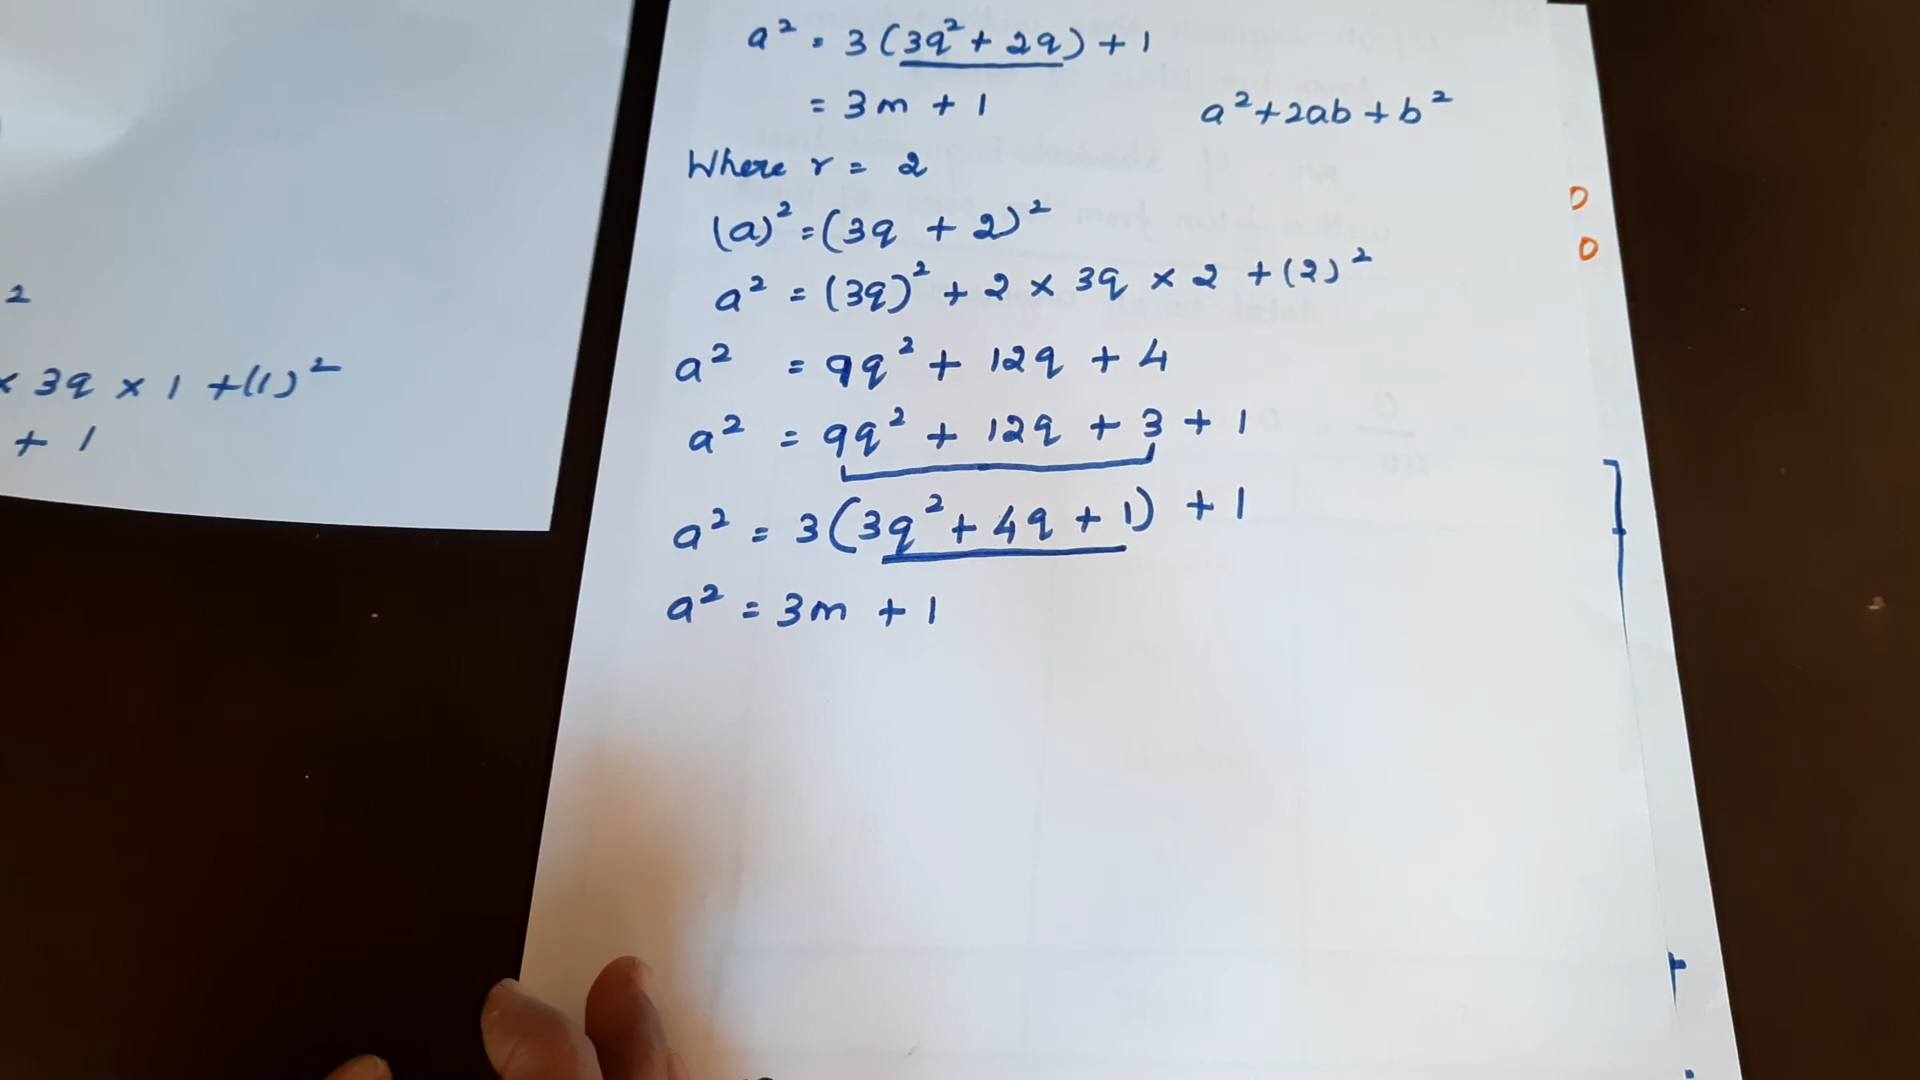 2
× 3q × 1 +(1)²
+ 1
a² = 3(3q² + 2q) + 1
= 3m + 1
a²+2ab+b²
Where r = 2
(a)² = (3q + 2)²
a² = (3q)² + 2 × 3q × 2 +(2)²
a² = 9q² + 12q + 4
a² = 9q² + 12q + 3 + 1
a² = 3(3q² + 4q + 1) + 1
a² = 3m + 1